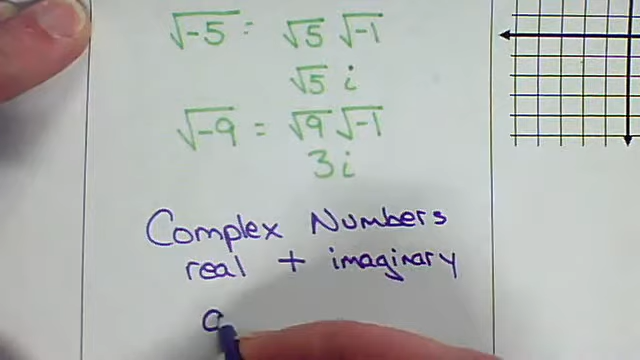 √-5 = √5 √-1
√5 i
√-9 = √9 √-1
3i
Complex Numbers
real + imaginary
a